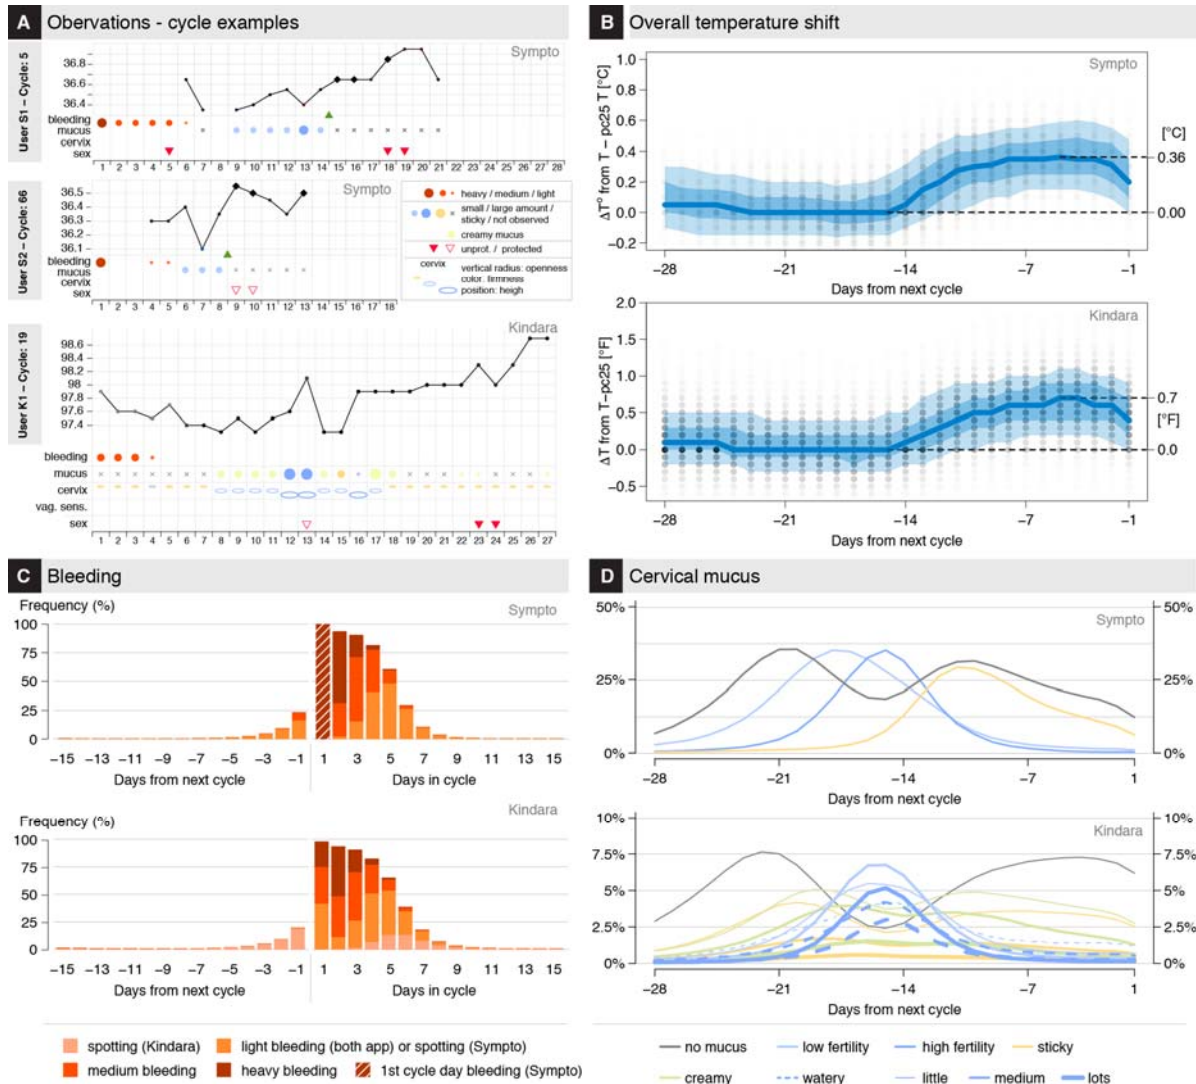 A Obervations - cycle examples
User S1 – Cycle: 5
Sympto
36.8
36.6
36.4
bleeding
mucus
cervix
sex
1 2 3 4 5 6 7 8 9 10 11 12 13 14 15 16 17 18 19 20 21 22 23 24 25 26 27 28
User S2 – Cycle: 66
Sympto
36.5
36.4
36.3
36.2
36.1
bleeding
mucus
cervix
sex
1 2 3 4 5 6 7 8 9 10 11 12 13 14 15 16 17 18
heavy / medium / light
small / large amount /
sticky / not observed
creamy mucus
unprot. / protected
cervix
vertical radius: openness
color: firmness
position: heigh
User K1 – Cycle: 19
Kindara
98.6
98.4
98.2
98
97.8
97.6
97.4
bleeding
mucus
cervix
vag. sens.
sex
1 2 3 4 5 6 7 8 9 10 11 12 13 14 15 16 17 18 19 20 21 22 23 24 25 26 27
B Overall temperature shift
Sympto
ΔT° from T – pc25 T [°C]
1.0
0.8
0.6
0.4
0.2
0.0
−0.2
[°C]
0.36
0.00
−28 −21 −14 −7 −1
Days from next cycle
Kindara
ΔT from T−pc25 [°F]
2.0
1.5
1.0
0.5
0.0
−0.5
0.7
[°F]
0.0
−28 −21 −14 −7 −1
Days from next cycle
C Bleeding
Frequency (%)
Sympto
100
75
50
25
0
−15 −13 −11 −9 −7 −5 −3 −1 1 3 5 7 9 11 13 15
Days from next cycle Days in cycle
Frequency (%)
Kindara
100
75
50
25
0
−15 −13 −11 −9 −7 −5 −3 −1 1 3 5 7 9 11 13 15
Days from next cycle Days in cycle
spotting (Kindara) light bleeding (both app) or spotting (Sympto)
medium bleeding heavy bleeding 1st cycle day bleeding (Sympto)
D Cervical mucus
Sympto
50% 50%
25% 25%
0% 0%
−28 −21 −14 −7 1
Days from next cycle
Kindara
10% 10%
7.5% 7.5%
5% 5%
2.5% 2.5%
0% 0%
−28 −21 −14 −7 1
Days from next cycle
no mucus low fertility high fertility sticky
creamy watery little medium lots